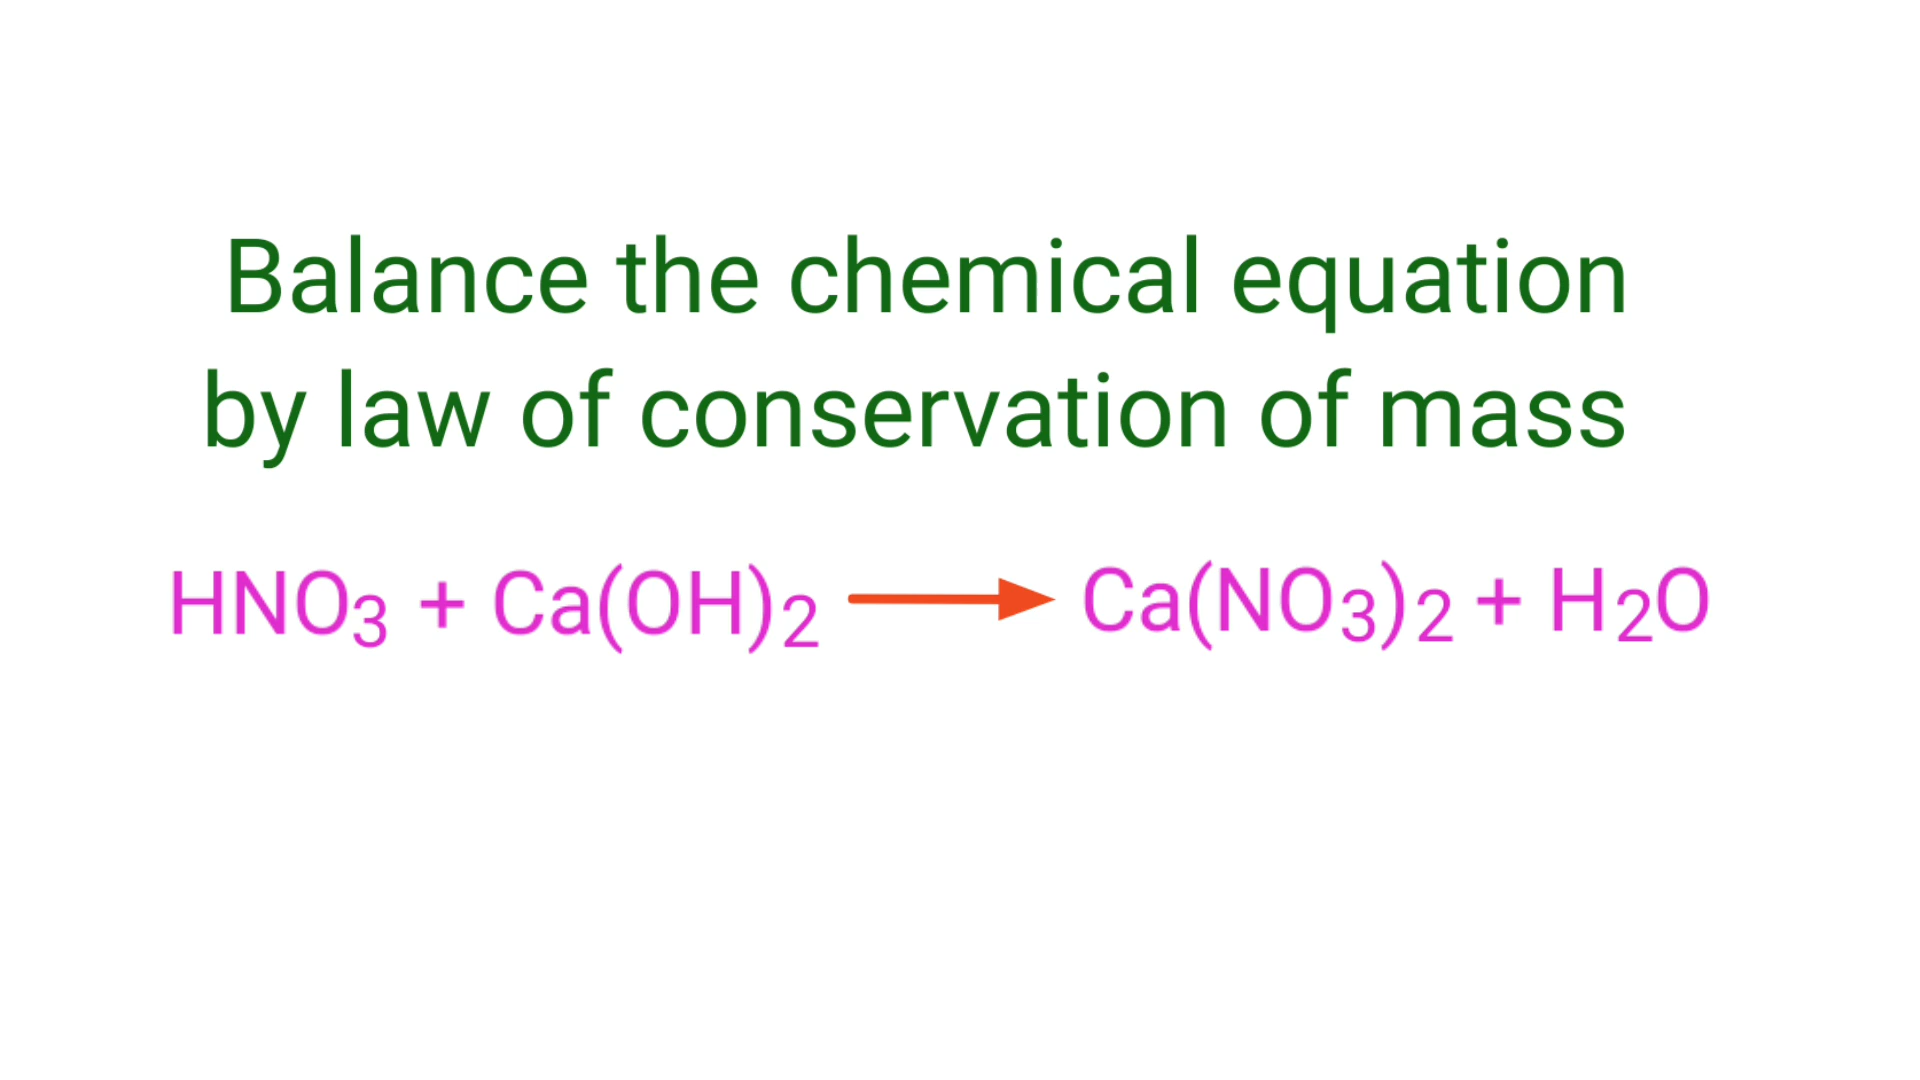 Balance the chemical equation
by law of conservation of mass
HNO3 + Ca(OH)2 → Ca(NO3)2 + H2O